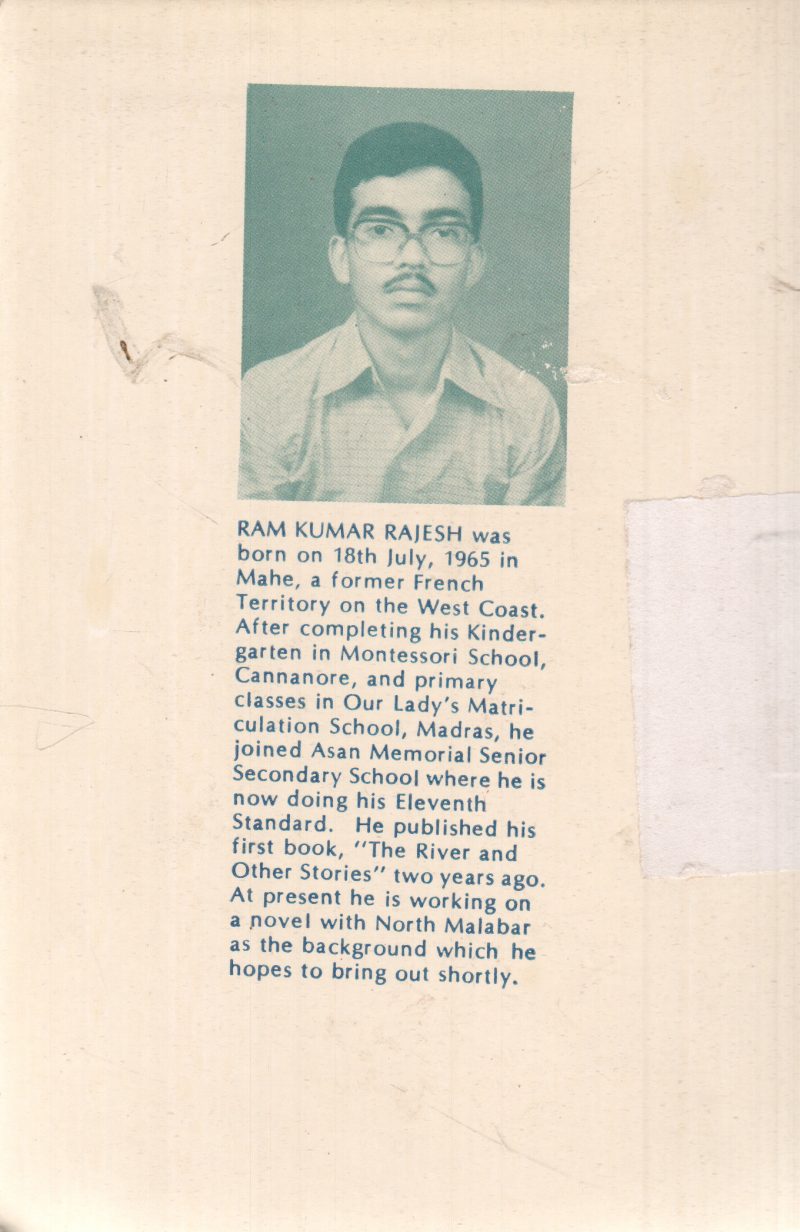 RAM KUMAR RAJESH was
born on 18th July, 1965 in
Mahe, a former French
Territory on the West Coast.
After completing his Kinder-
garten in Montessori School,
Cannanore, and primary
classes in Our Lady's Matri-
culation School, Madras, he
joined Asan Memorial Senior
Secondary School where he is
now doing his Eleventh
Standard. He published his
first book, "The River and
Other Stories" two years ago.
At present he is working on
a novel with North Malabar
as the background which he
hopes to bring out shortly.